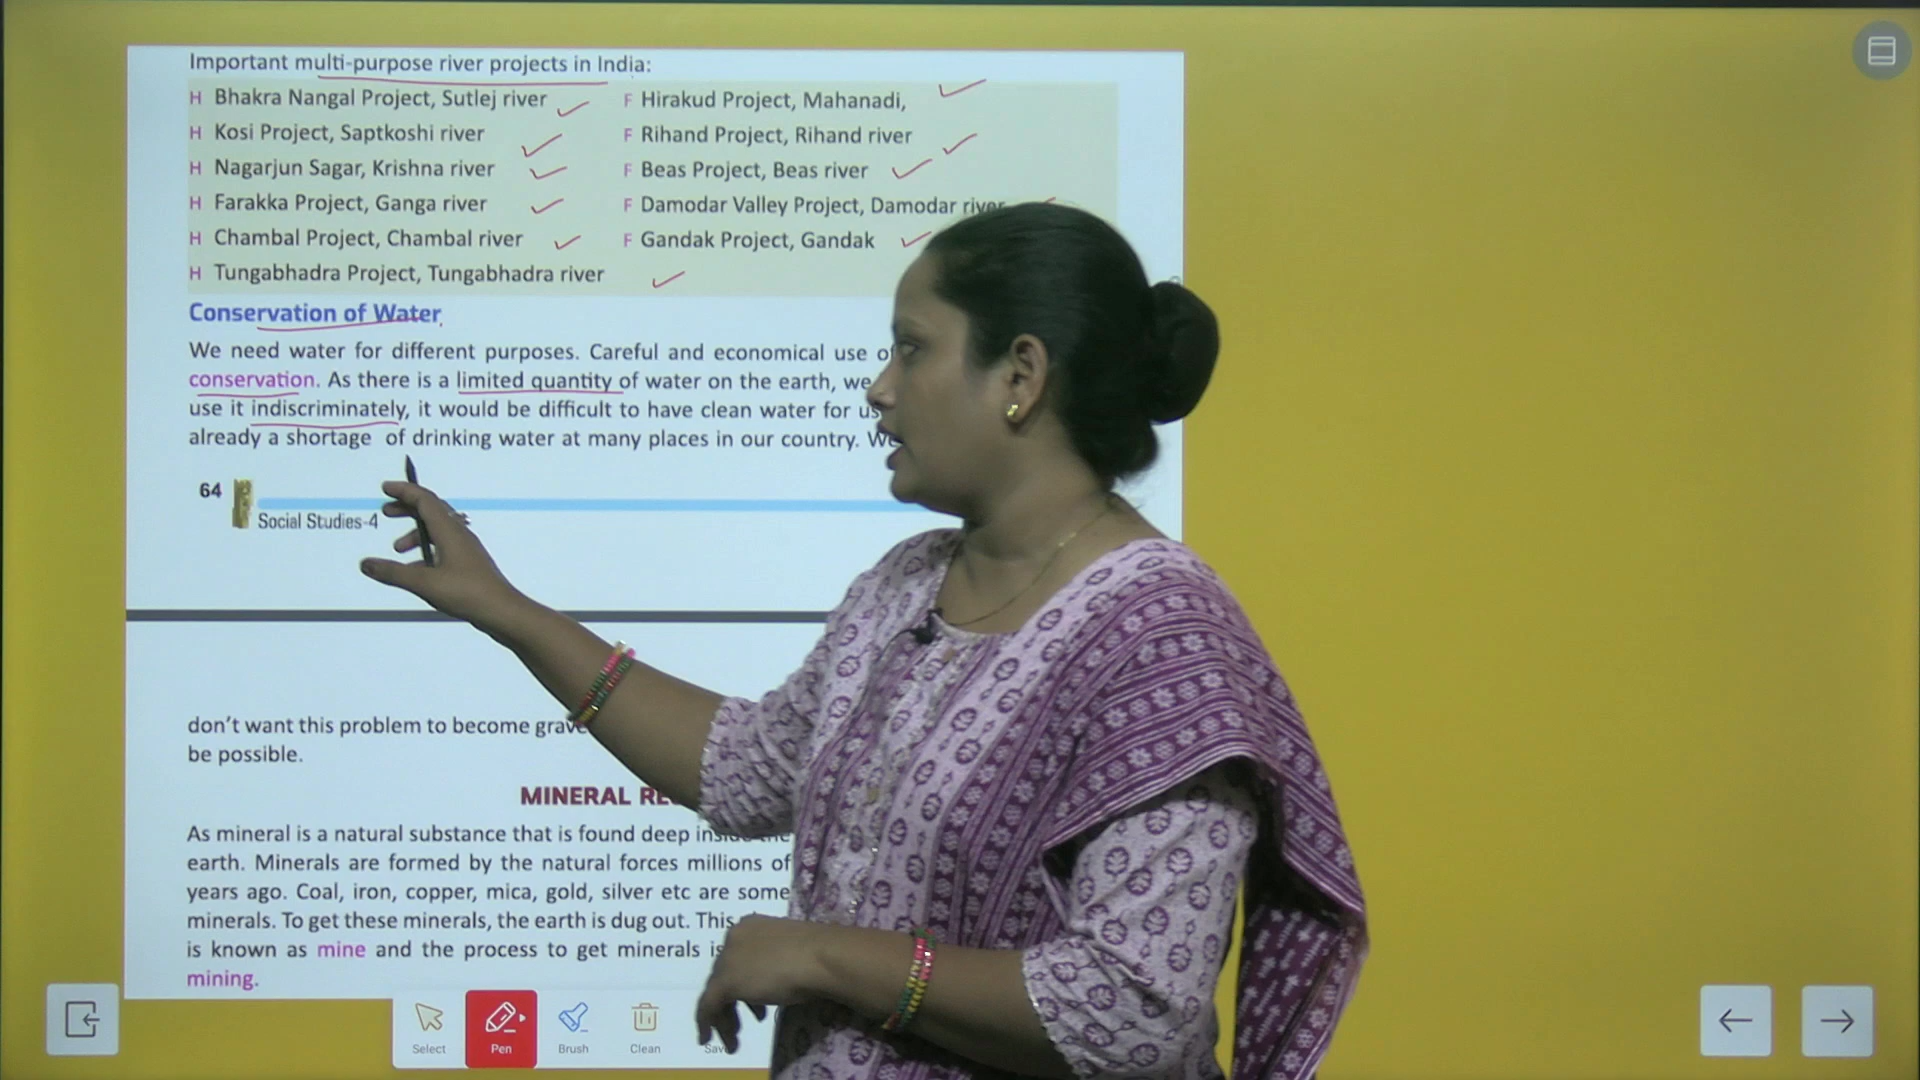 Important multi-purpose river projects in India:
H Bhakra Nangal Project, Sutlej river
H Kosi Project, Saptkoshi river
H Nagarjun Sagar, Krishna river
H Farakka Project, Ganga river
H Chambal Project, Chambal river
H Tungabhadra Project, Tungabhadra river
F Hirakud Project, Mahanadi,
F Rihand Project, Rihand river
F Beas Project, Beas river
F Damodar Valley Project, Damodar river
F Gandak Project, Gandak
Conservation of Water
We need water for different purposes. Careful and economical use of
conservation. As there is a limited quantity of water on the earth, we
use it indiscriminately, it would be difficult to have clean water for us
already a shortage of drinking water at many places in our country. We
64
Social Studies-4
don't want this problem to become grave
be possible.
MINERAL
As mineral is a natural substance that is found deep inside the
earth. Minerals are formed by the natural forces millions of
years ago. Coal, iron, copper, mica, gold, silver etc are some
minerals. To get these minerals, the earth is dug out. This
is known as mine and the process to get minerals is
mining.
Select
Pen
Brush
Clean